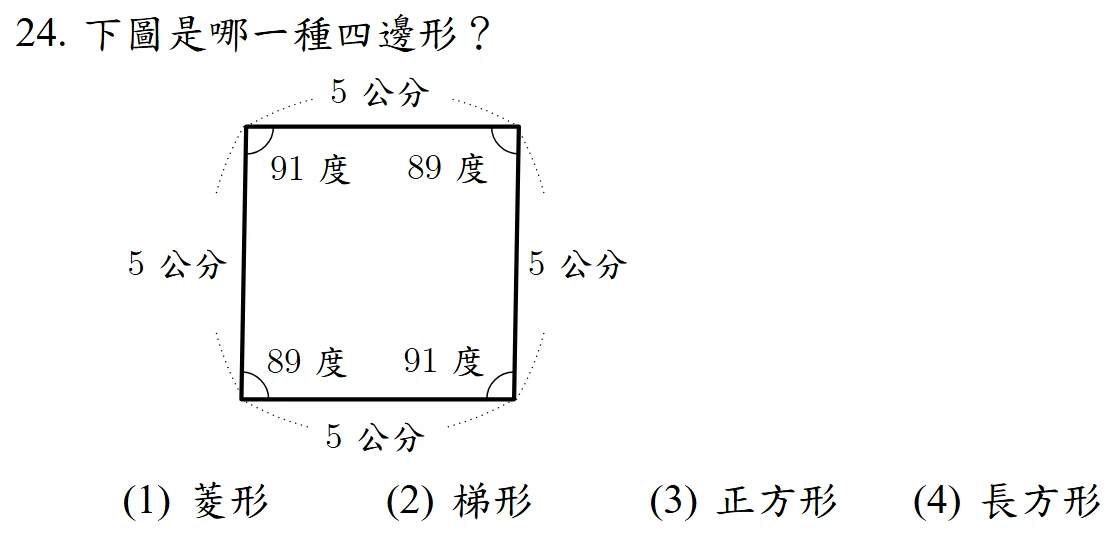 24. 下圖是哪一種四邊形？
5 公分
91 度 89 度
5 公分 5 公分
89 度 91 度
5 公分
(1) 菱形 (2) 梯形 (3) 正方形 (4) 長方形